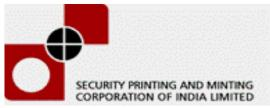 SECURITY PRINTING AND MINTING
CORPORATION OF INDIA LIMITED